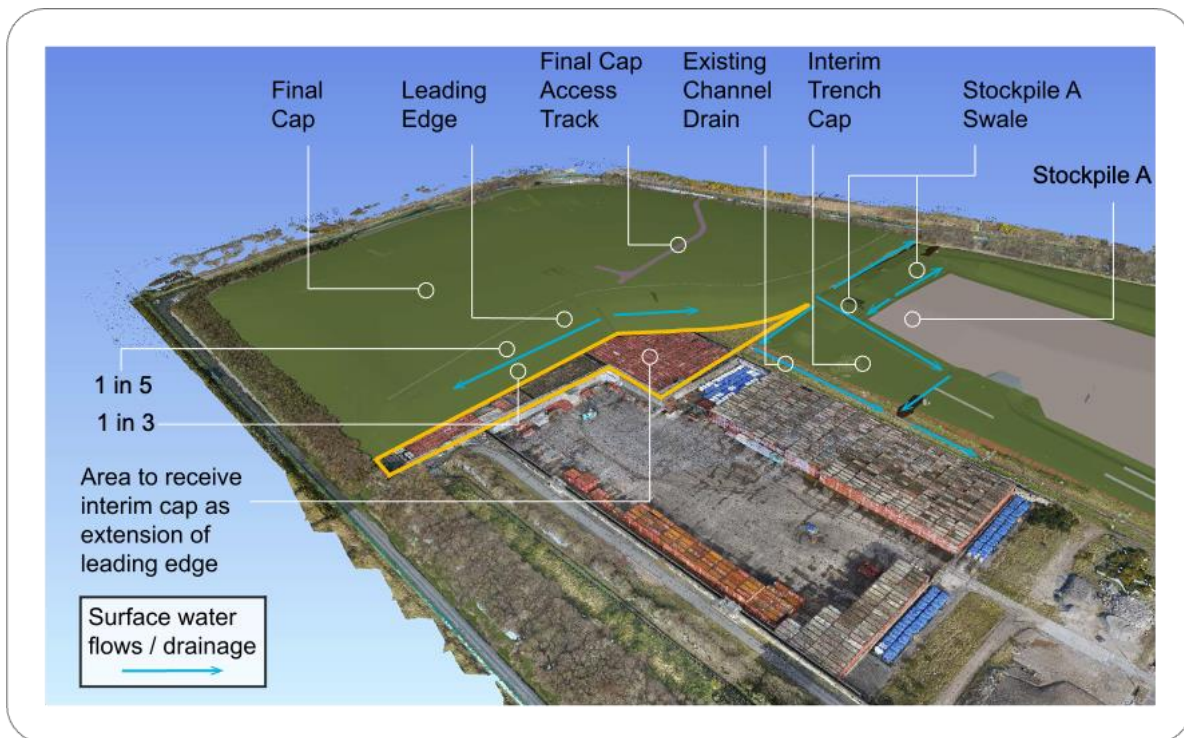 Final
Cap
Leading
Edge
Final Cap
Access
Track
Existing
Channel
Drain
Interim
Trench
Cap
Stockpile A
Swale
Stockpile A
1 in 5
1 in 3
Area to receive
interim cap as
extension of
leading edge
Surface water
flows / drainage